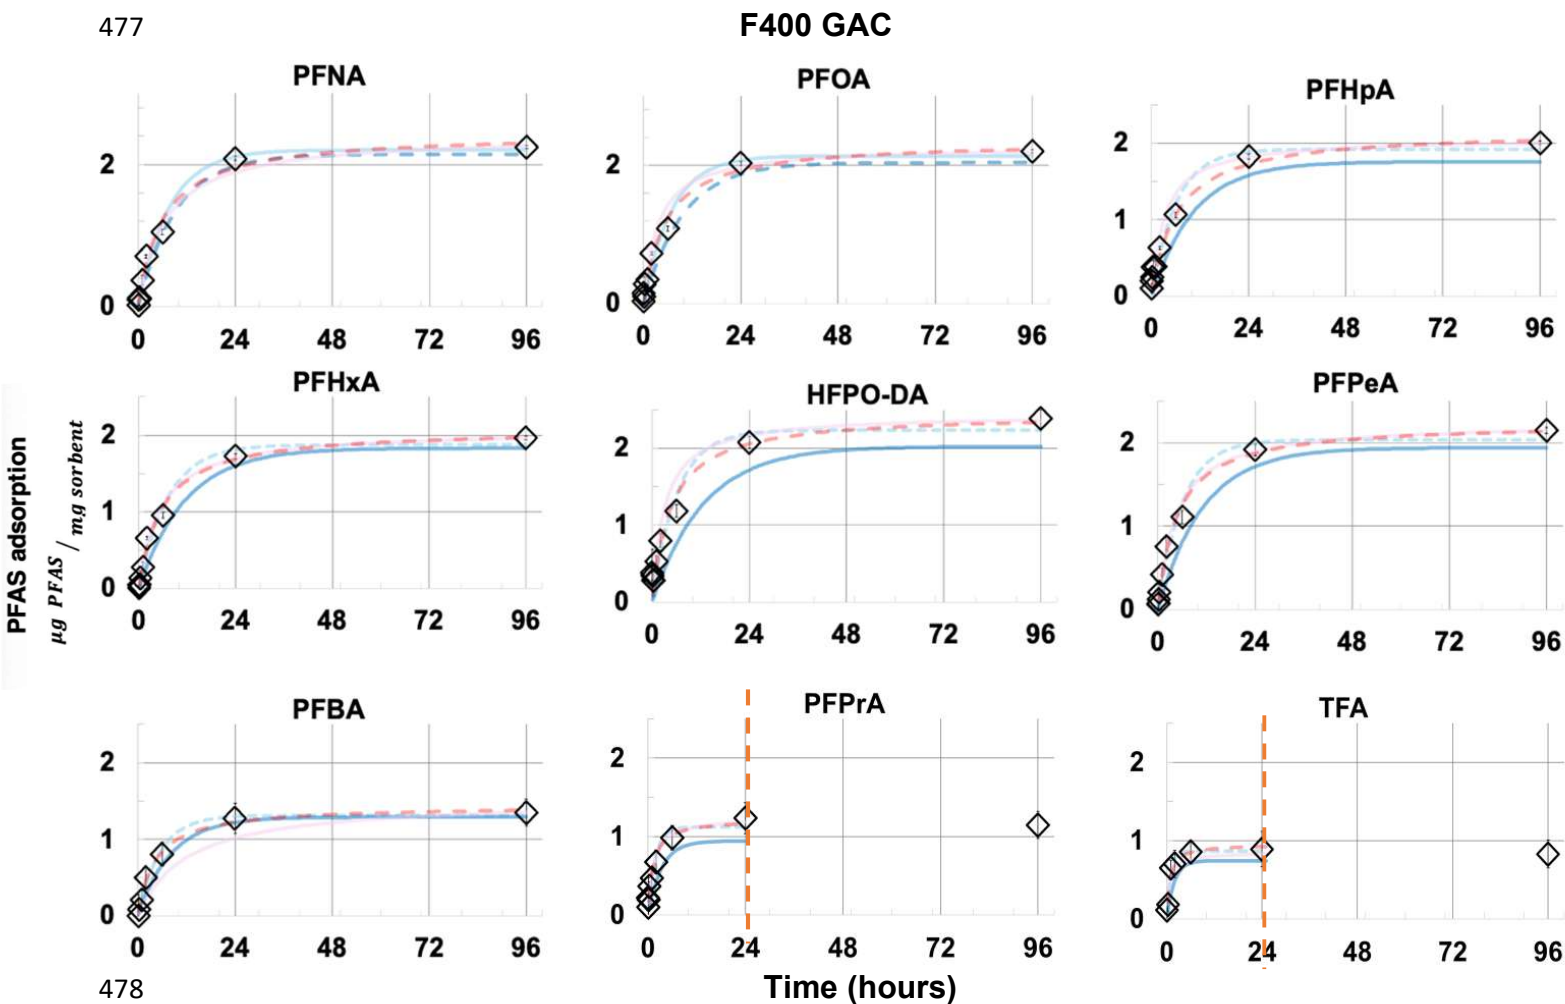 477
F400 GAC
PFNA
PFOA
PFHpA
2
0
0 24 48 72 96
2
0
0 24 48 72 96
2
1
0
0 24 48 72 96
PFAS adsorption
µg PFAS / mg sorbent
PFHxA
HFPO-DA
PFPeA
2
1
0
0 24 48 72 96
2
1
0
0 24 48 72 96
2
1
0
0 24 48 72 96
PFBA
PFPrA
TFA
2
1
0
0 24 48 72 96
2
1
0
0 24 48 72 96
2
1
0
0 24 48 72 96
478
Time (hours)